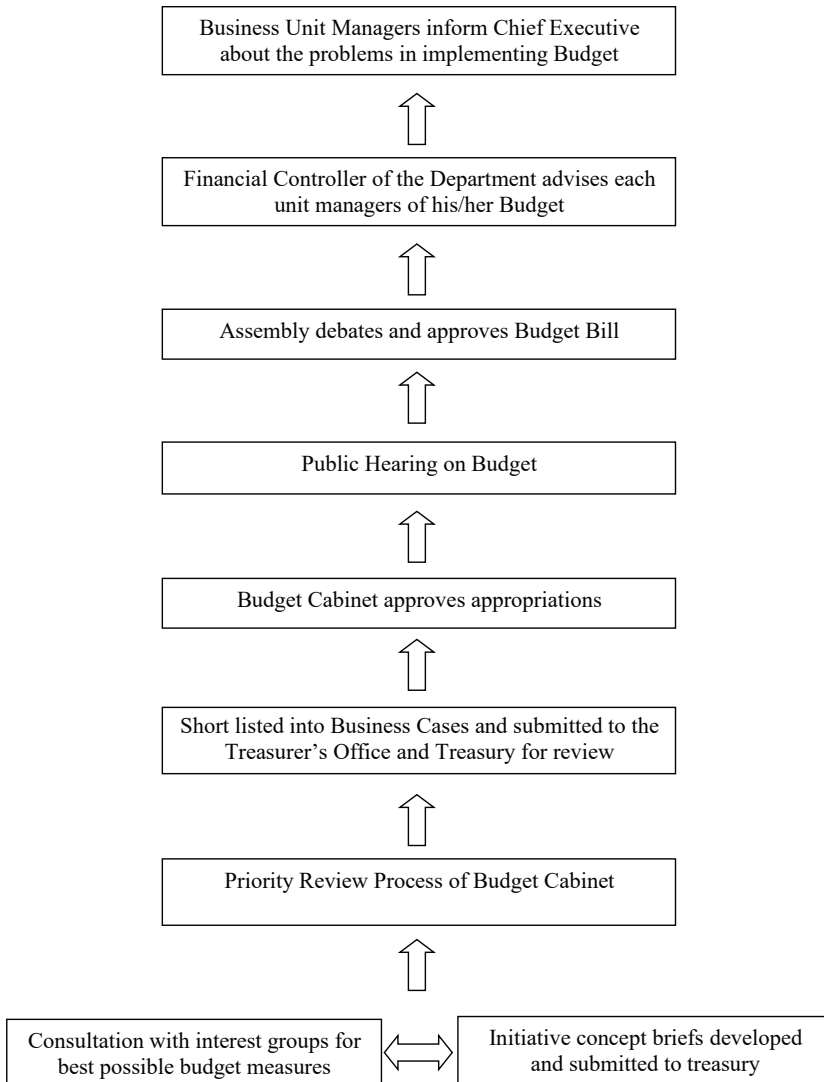 Business Unit Managers inform Chief Executive
about the problems in implementing Budget
Financial Controller of the Department advises each
unit managers of his/her Budget
Assembly debates and approves Budget Bill
Public Hearing on Budget
Budget Cabinet approves appropriations
Short listed into Business Cases and submitted to the
Treasurer’s Office and Treasury for review
Priority Review Process of Budget Cabinet
Consultation with interest groups for
best possible budget measures
Initiative concept briefs developed
and submitted to treasury